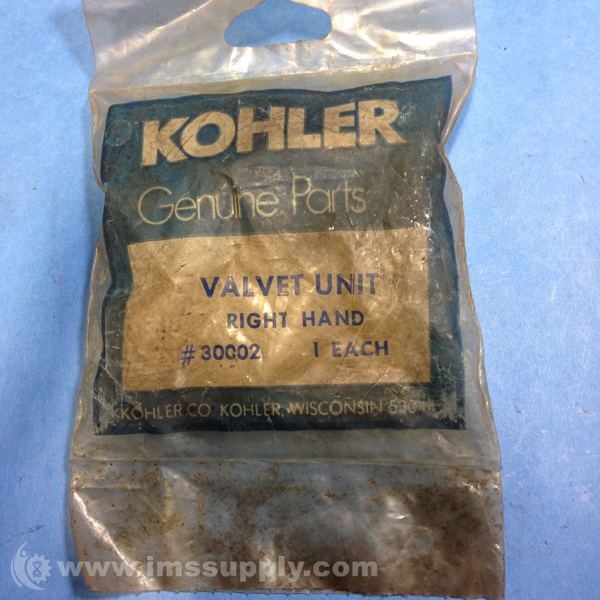 KOHLER
Genuine Parts
VALVET UNIT
RIGHT HAND
# 30002 1 EACH
KOHLER CO. KOHLER, WISCONSIN
www.imssupply.com